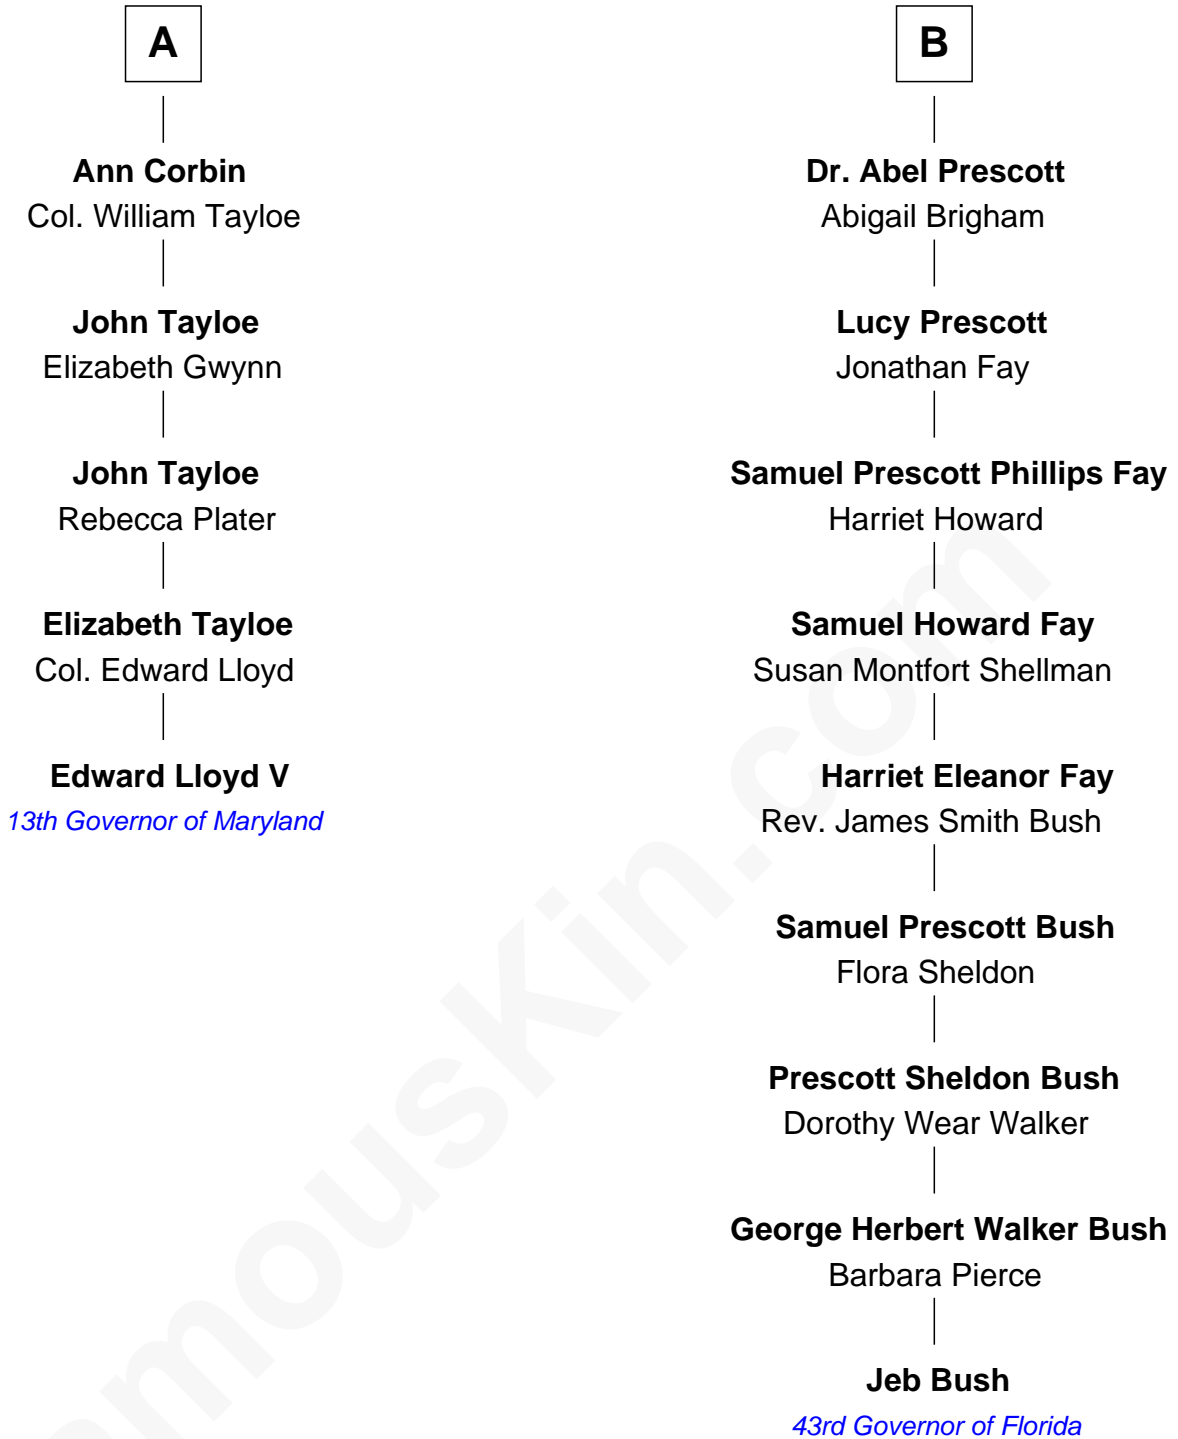 A
Ann Corbin
Col. William Tayloe
John Tayloe
Elizabeth Gwynn
John Tayloe
Rebecca Plater
Elizabeth Tayloe
Col. Edward Lloyd
Edward Lloyd V
13th Governor of Maryland
B
Dr. Abel Prescott
Abigail Brigham
Lucy Prescott
Jonathan Fay
Samuel Prescott Phillips Fay
Harriet Howard
Samuel Howard Fay
Susan Montfort Shellman
Harriet Eleanor Fay
Rev. James Smith Bush
Samuel Prescott Bush
Flora Sheldon
Prescott Sheldon Bush
Dorothy Wear Walker
George Herbert Walker Bush
Barbara Pierce
Jeb Bush
43rd Governor of Florida
amouskin.com